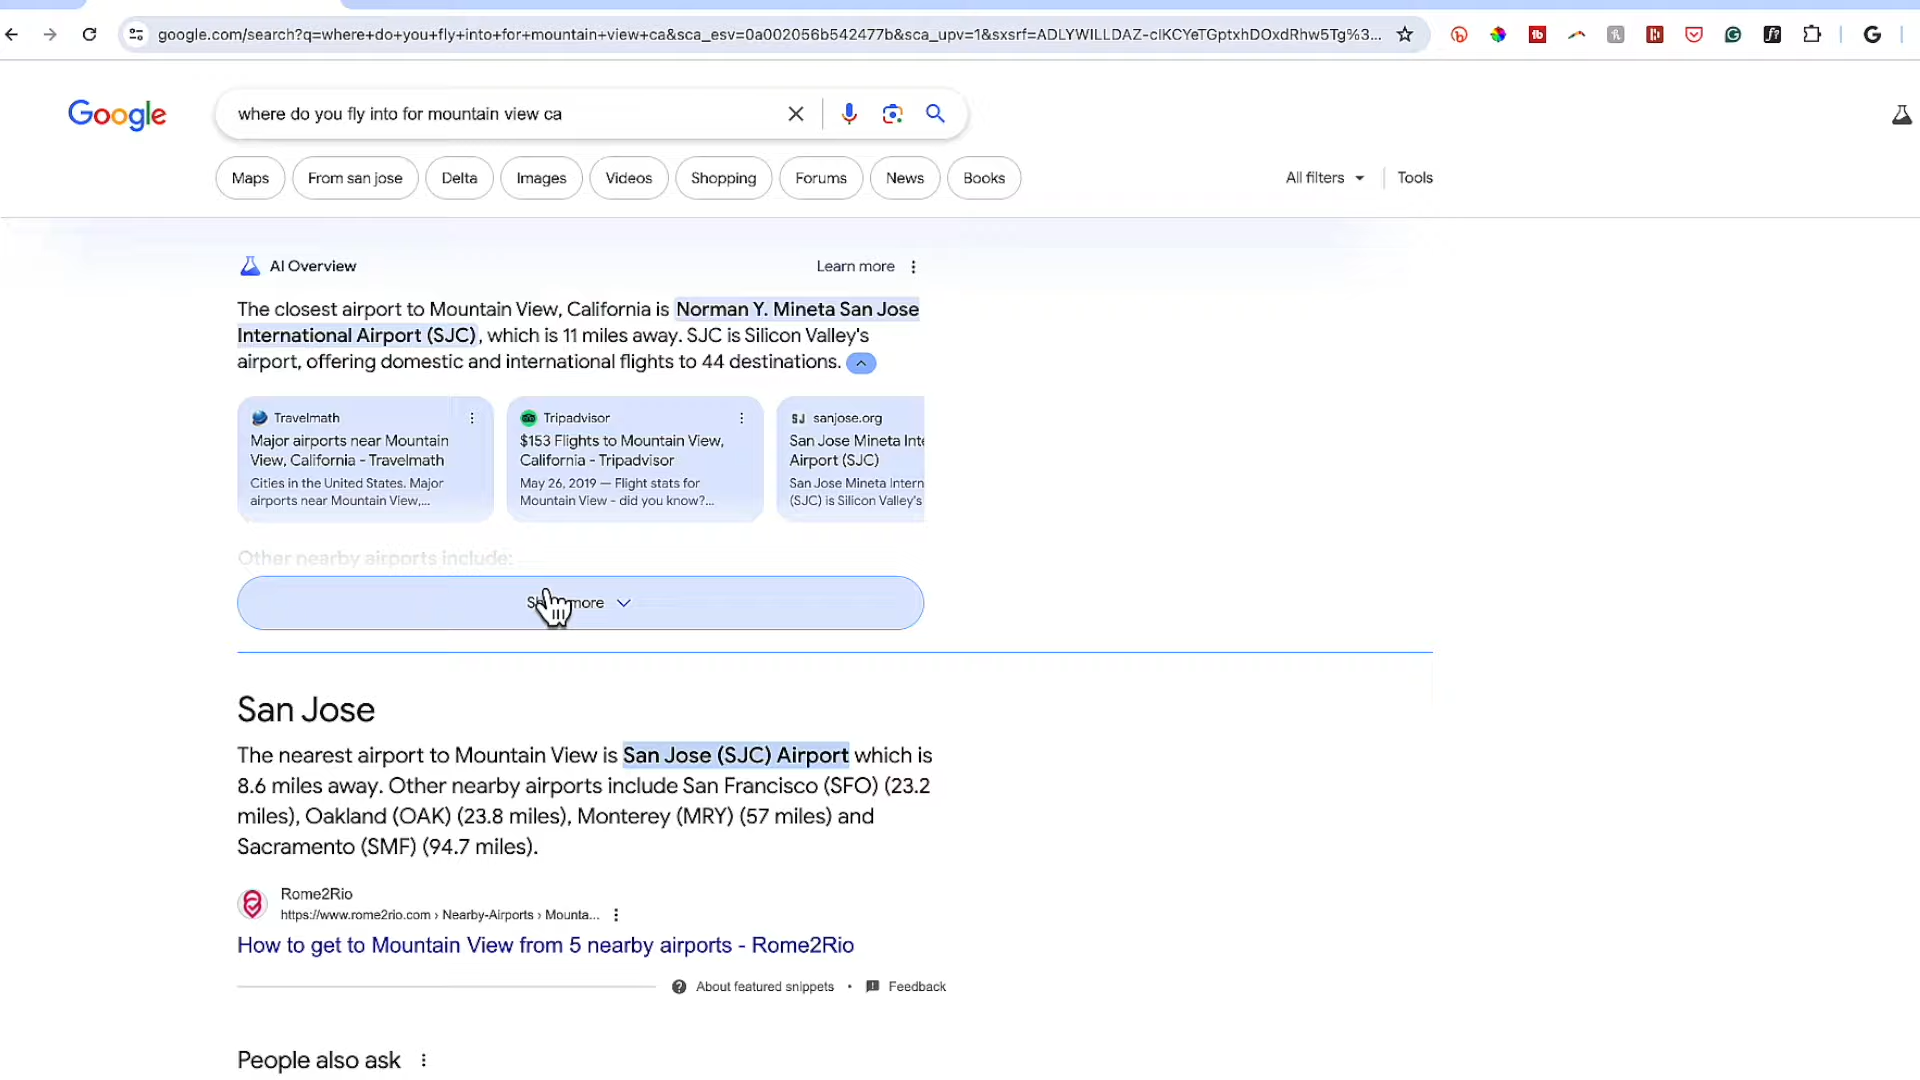 google.com/search?q=where+do+you+fly+into+for+mountain+view+ca&sca_esv=0a002056b542477b&sca_upv=1&sxsrf=ADLYWILLDAZ-cIKCYeTGptxhDOxdRhw5Tg%3...
Google
where do you fly into for mountain view ca
Maps From san jose Delta Images Videos Shopping Forums News Books All filters Tools
AI Overview Learn more
The closest airport to Mountain View, California is Norman Y. Mineta San Jose
International Airport (SJC), which is 11 miles away. SJC is Silicon Valley's
airport, offering domestic and international flights to 44 destinations.
Travelmath
Major airports near Mountain
View, California - Travelmath
Cities in the United States. Major
airports near Mountain View,...
Tripadvisor
$153 Flights to Mountain View,
California - Tripadvisor
May 26, 2019 — Flight stats for
Mountain View - did you know?...
SJ sanjose.org
San Jose Mineta Inte
Airport (SJC)
San Jose Mineta Intern
(SJC) is Silicon Valley's
Other nearby airports include:
more
San Jose
The nearest airport to Mountain View is San Jose (SJC) Airport which is
8.6 miles away. Other nearby airports include San Francisco (SFO) (23.2
miles), Oakland (OAK) (23.8 miles), Monterey (MRY) (57 miles) and
Sacramento (SMF) (94.7 miles).
Rome2Rio
https://www.rome2rio.com › Nearby-Airports › Mounta...
How to get to Mountain View from 5 nearby airports - Rome2Rio
About featured snippets • Feedback
People also ask